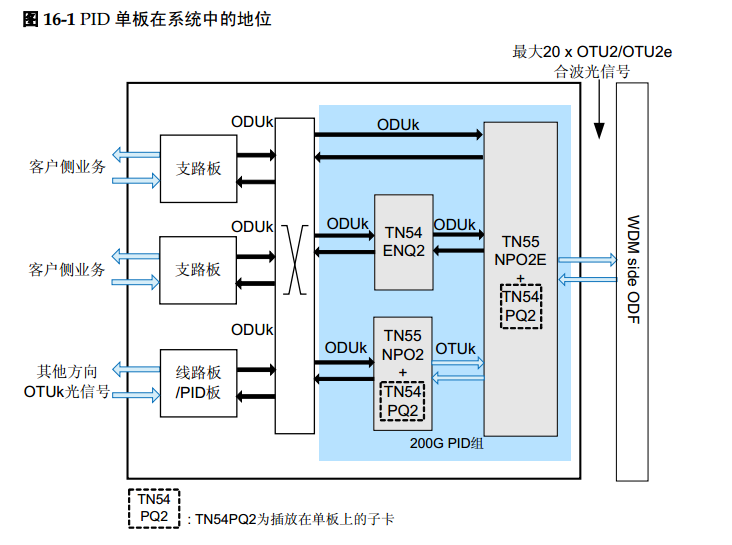 图 16-1 PID 单板在系统中的地位
最大20 x OTU2/OTU2e
合波光信号
ODUk
ODUk
客户侧业务
支路板
ODUk
ODUk
ODUk
TN54
ENQ2
客户侧业务
支路板
TN55
NPO2E
+
TN54
PQ2
WDM side ODF
ODUk
ODUk
OTUk
其他方向
OTUk光信号
线路板
/PID板
TN55
NPO2
+
TN54
PQ2
200G PID组
TN54
PQ2
: TN54PQ2为插放在单板上的子卡